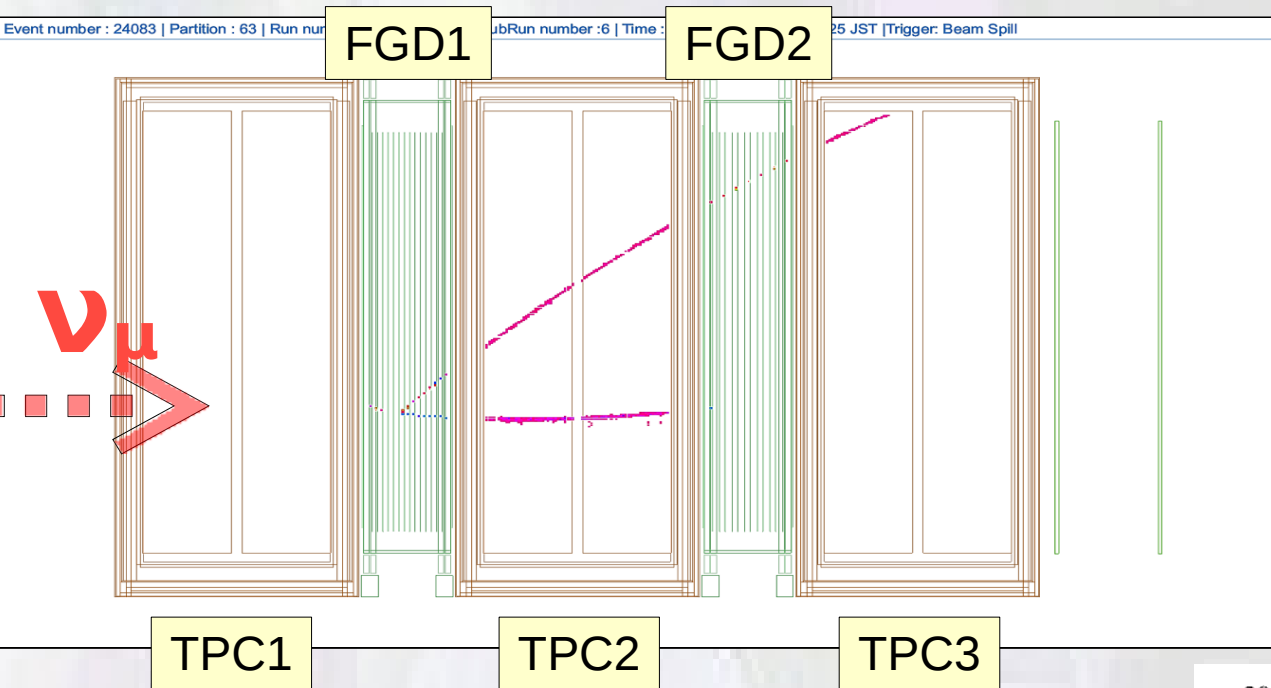 Event number : 24083 | Partition : 63 | Run nur
FGD1
ubRun number :6 | Time :
FGD2
25 JST |Trigger: Beam Spill
νμ
TPC1
TPC2
TPC3